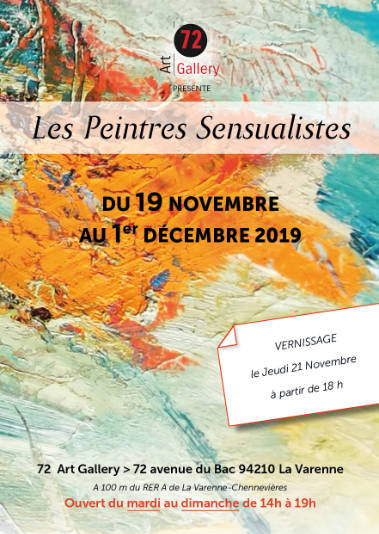 72
Art
Gallery
PRÉSENTE
Les Peintres Sensualistes
DU 19 NOVEMBRE
AU 1er DÉCEMBRE 2019
VERNISSAGE
le Jeudi 21 Novembre
à partir de 18 h
72 Art Gallery > 72 avenue du Bac 94210 La Varenne
A 100 m du RER A de La Varenne-Chennevières
Ouvert du mardi au dimanche de 14h à 19h